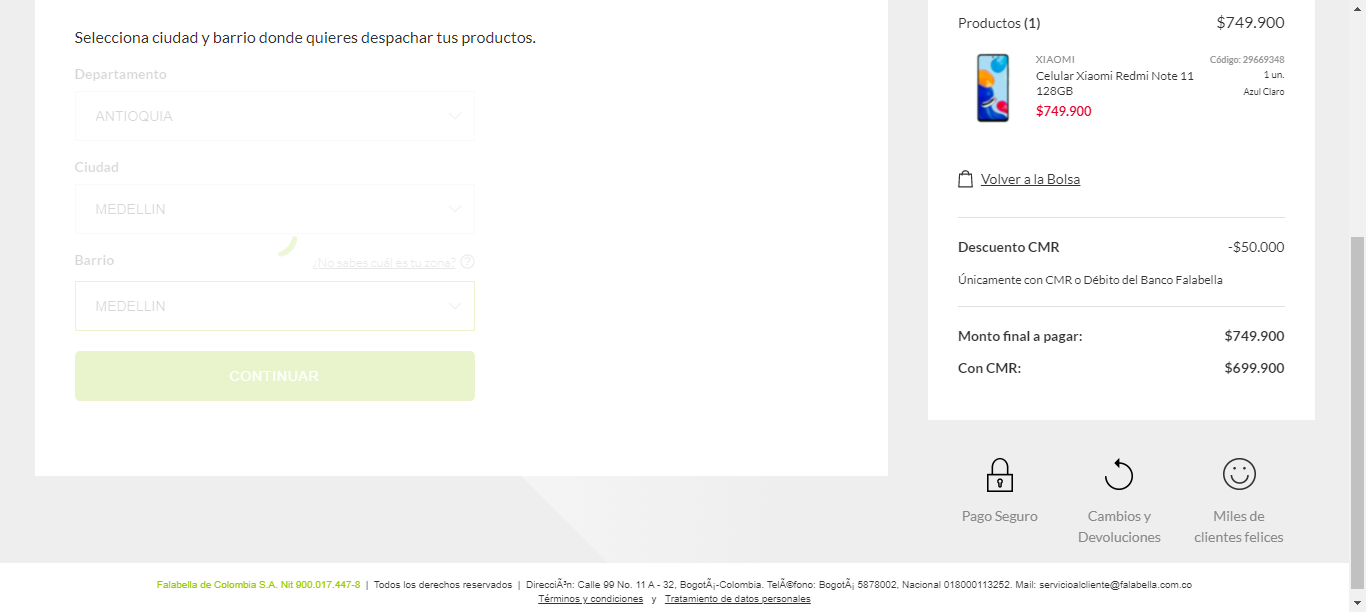 Selecciona ciudad y barrio donde quieres despachar tus productos.
Departamento
ANTIOQUIA
Ciudad
MEDELLIN
Barrio
¿No sabes cuál es tu zona? ?
MEDELLIN
CONTINUAR
Productos (1) $749.900
XIAOMI Código: 29669348
Celular Xiaomi Redmi Note 11 1 un.
128GB Azul Claro
$749.900
Volver a la Bolsa
Descuento CMR -$50.000
Únicamente con CMR o Débito del Banco Falabella
Monto final a pagar: $749.900
Con CMR: $699.900
Pago Seguro
Cambios y
Devoluciones
Miles de
clientes felices
Falabella de Colombia S.A. Nit 900.017.447-8 | Todos los derechos reservados | DirecciÃ³n: Calle 99 No. 11 A - 32, BogotÃ¡-Colombia. TelÃ©fono: BogotÃ¡ 5878002, Nacional 018000113252. Mail: servicioalcliente@falabella.com.co
Términos y condiciones y Tratamiento de datos personales